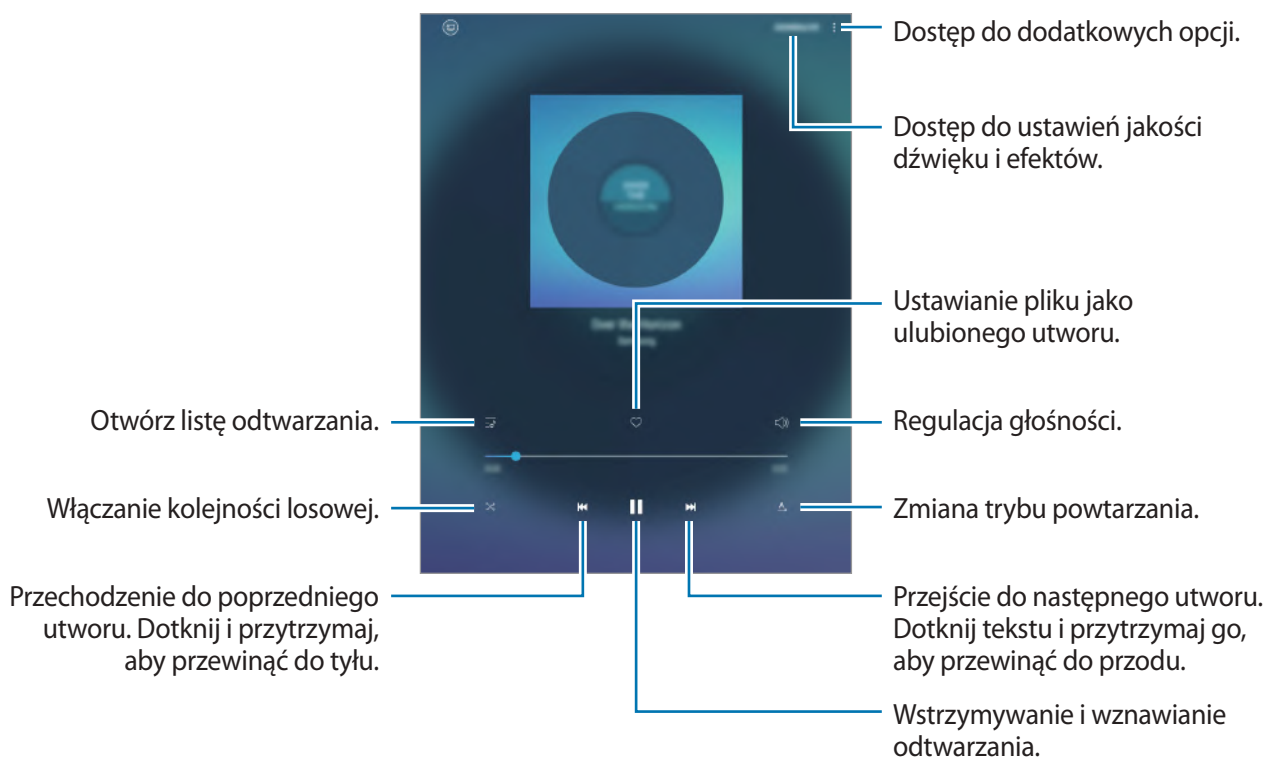 Dostęp do dodatkowych opcji.
Dostęp do ustawień jakości
dźwięku i efektów.
Ustawianie pliku jako
ulubionego utworu.
Otwórz listę odtwarzania.
Regulacja głośności.
Włączanie kolejności losowej.
Zmiana trybu powtarzania.
Przechodzenie do poprzedniego
utworu. Dotknij i przytrzymaj,
aby przewinąć do tyłu.
Przejście do następnego utworu.
Dotknij tekstu i przytrzymaj go,
aby przewinąć do przodu.
Wstrzymywanie i wznawianie
odtwarzania.